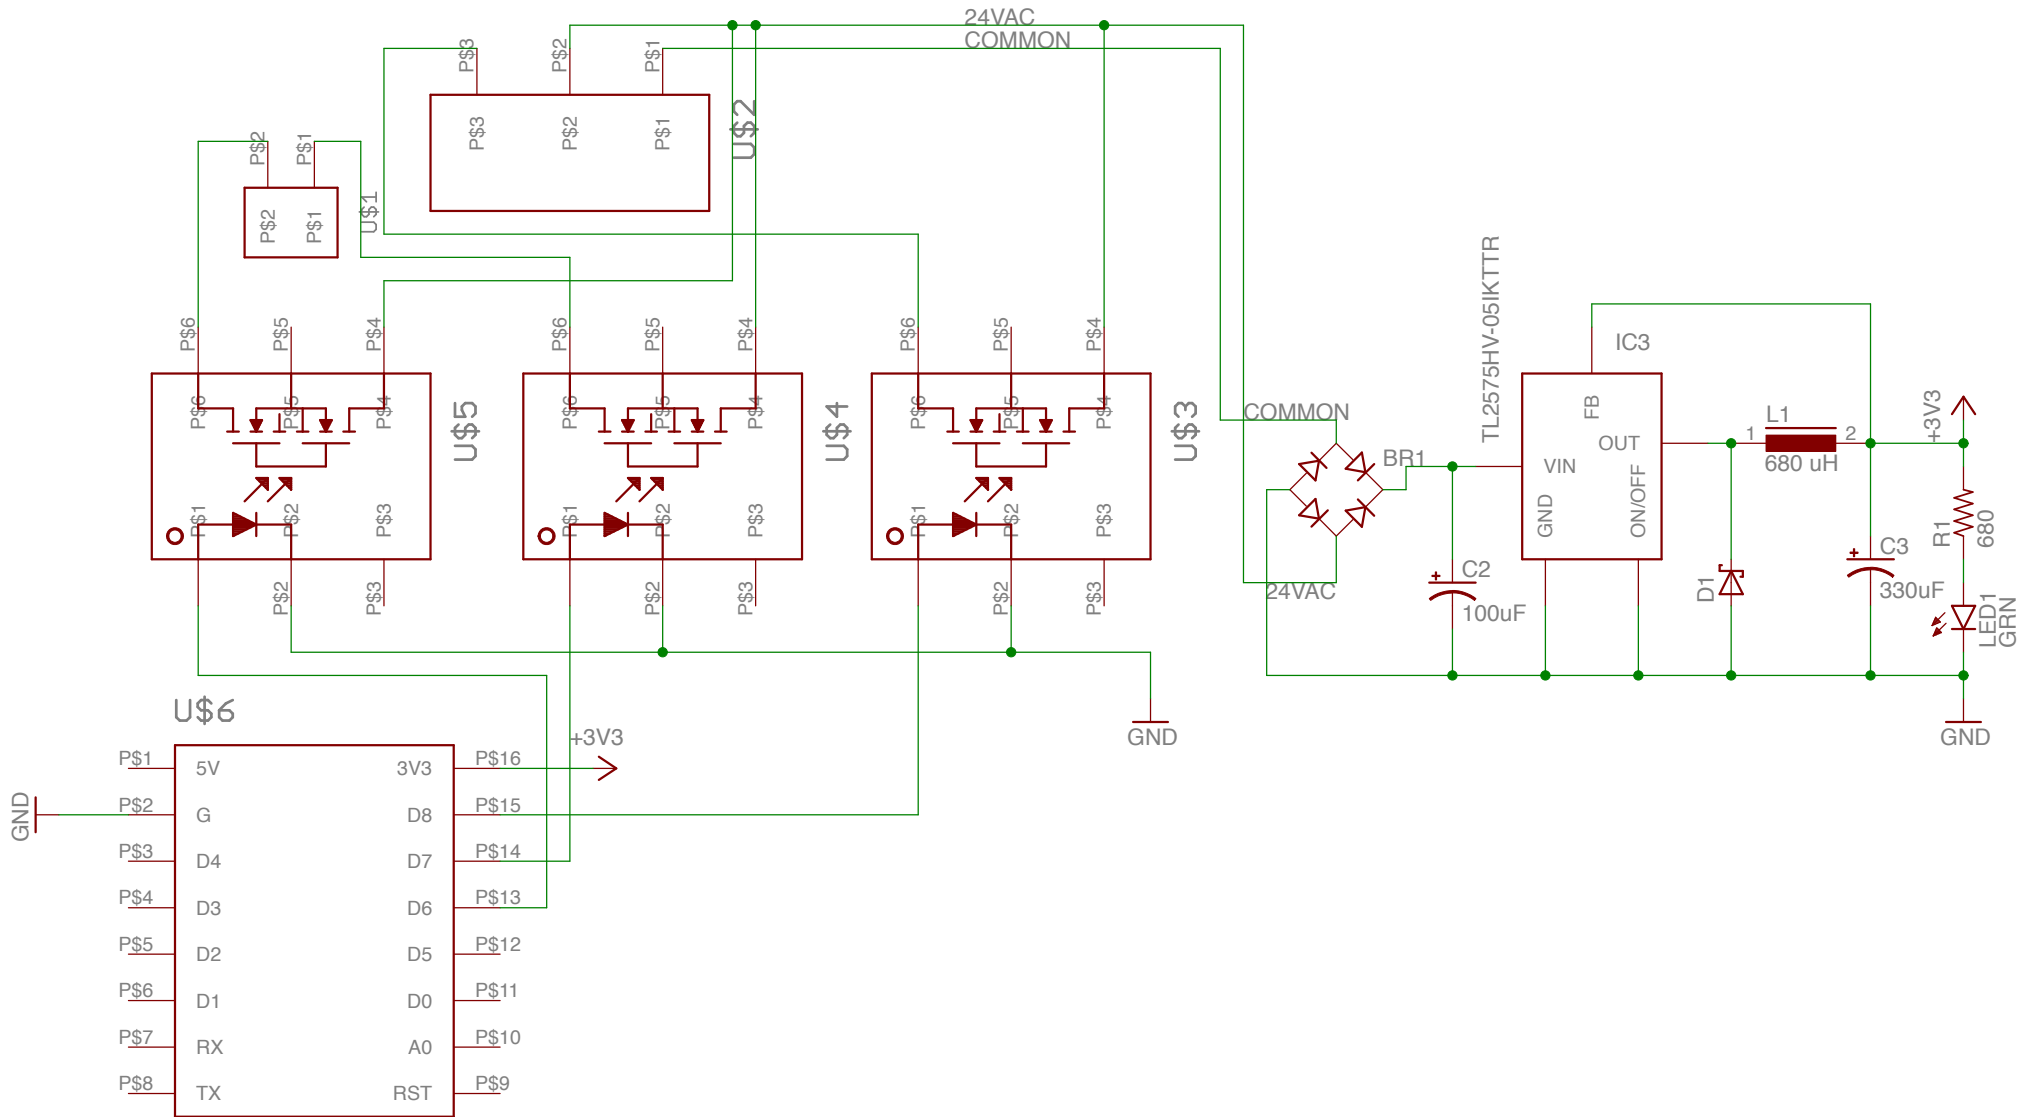 24VAC
COMMON
P$3
P$2
P$1
P$3
P$2
P$1
U$2
P$2
P$1
P$2
P$1
U$1
P$6
P$5
P$4
P$6
P$5
P$4
P$1
P$2
P$3
P$2
P$3
U$5
P$6
P$5
P$4
P$6
P$5
P$4
P$1
P$2
P$3
P$2
P$3
U$4
P$6
P$5
P$4
P$6
P$5
P$4
P$1
P$2
P$3
P$2
P$3
U$3
COMMON
BR1
24VAC
C2
100uF
TL2575HV-05IKTTR
IC3
FB
OUT
VIN
GND
ON/OFF
D1
L1
1
2
680 uH
+3V3
R1
680
C3
330uF
LED1
GRN
GND
GND
U$6
+3V3
GND
P$1 5V 3V3 P$16
P$2 G D8 P$15
P$3 D4 D7 P$14
P$4 D3 D6 P$13
P$5 D2 D5 P$12
P$6 D1 D0 P$11
P$7 RX A0 P$10
P$8 TX RST P$9